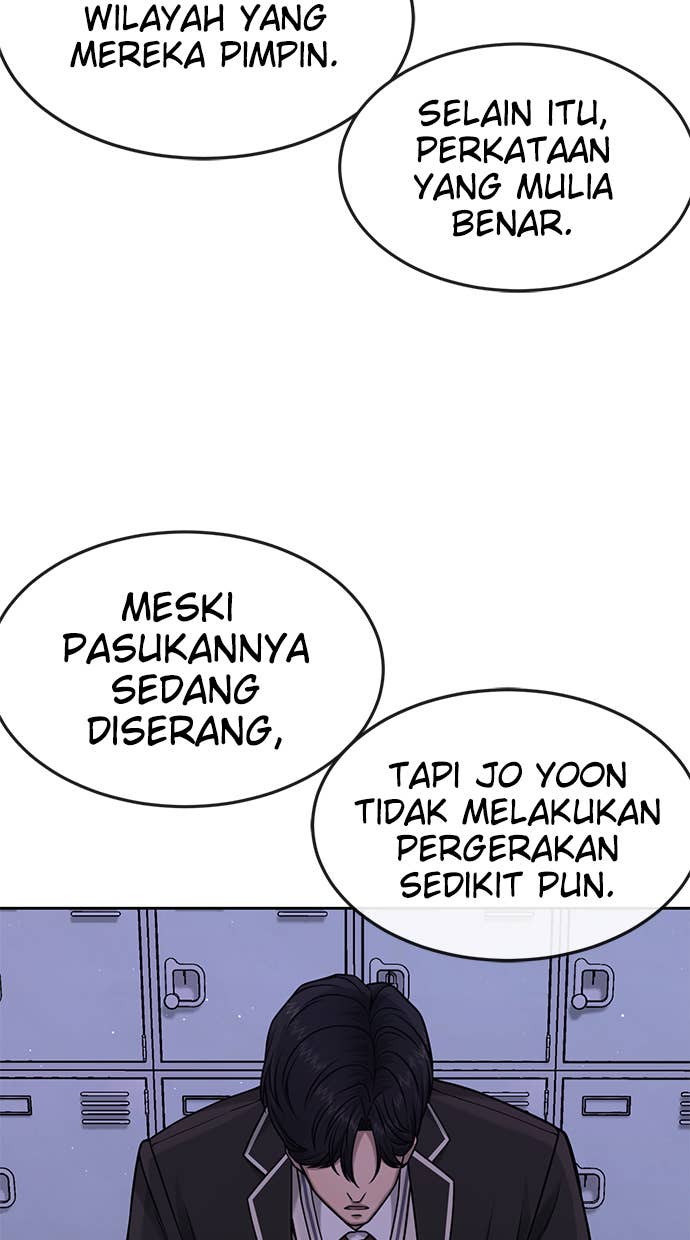 WILAYAH YANG
MEREKA PIMPIN.
SELAIN ITU,
PERKATAAN
YANG MULIA
BENAR.
MESKI
PASUKANNYA
SEDANG
DISERANG,
TAPI JO YOON
TIDAK MELAKUKAN
PERGERAKAN
SEDIKIT PUN.